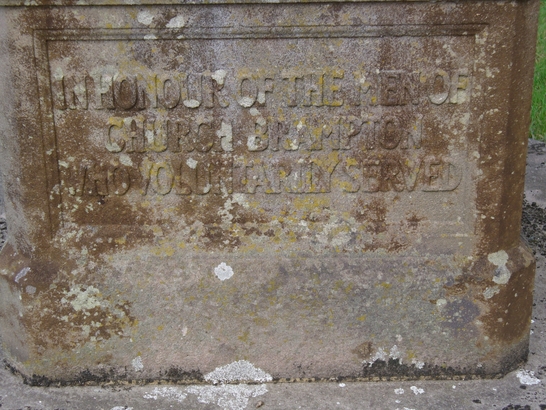 IN HONOUR OF THE MEN OF
CHURCH BRAMPTON
WHO VOLUNTARILY SERVED